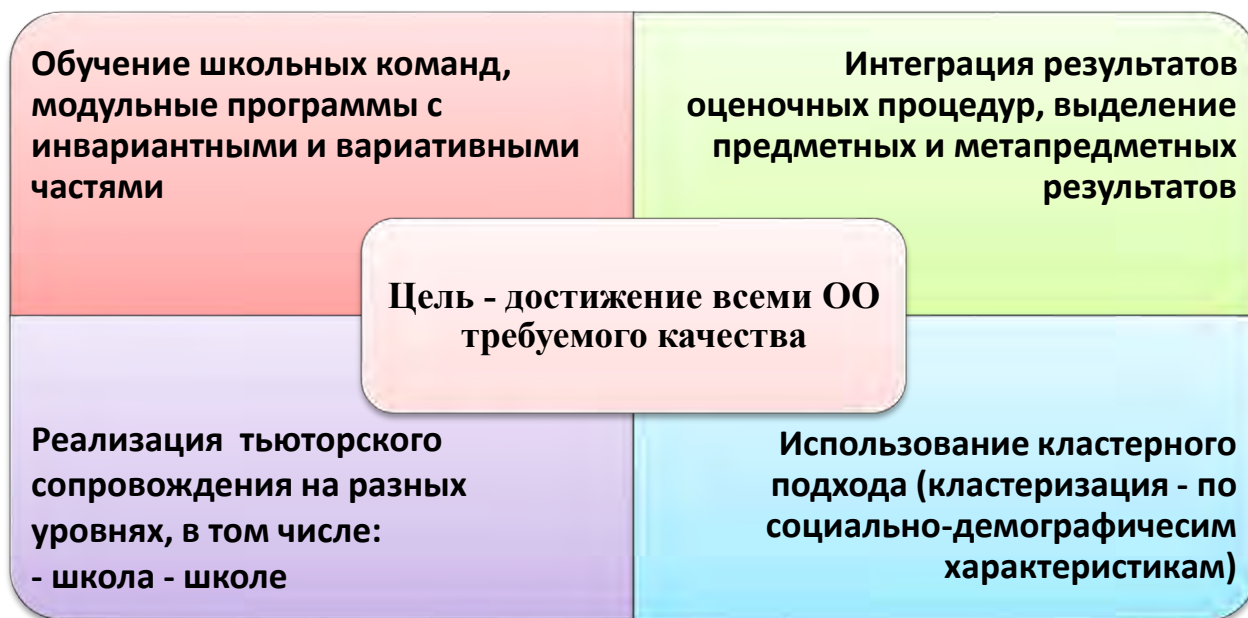 Обучение школьных команд,
модульные программы с
инвариантными и вариативными
частями
Интеграция результатов
оценочных процедур, выделение
предметных и метапредметных
результатов
Цель - достижение всеми ОО
требуемого качества
Реализация тьюторского
сопровождения на разных
уровнях, в том числе:
- школа - школе
Использование кластерного
подхода (кластеризация - по
социально-демографичесим
характеристикам)